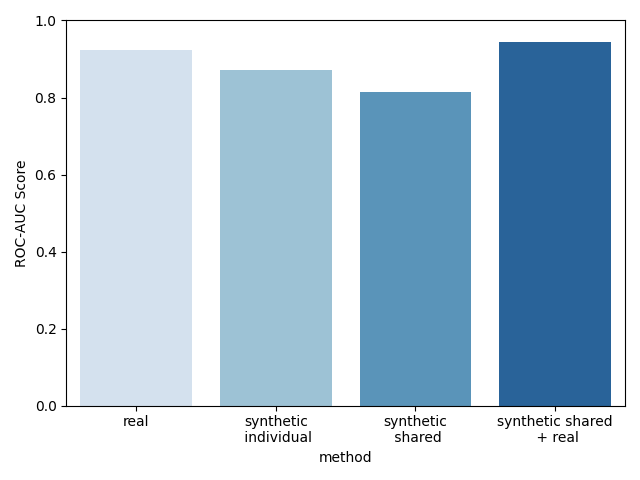 1.0
0.8
0.6
0.4
0.2
0.0
ROC-AUC Score
real
synthetic
individual
synthetic
shared
synthetic shared
+ real
method